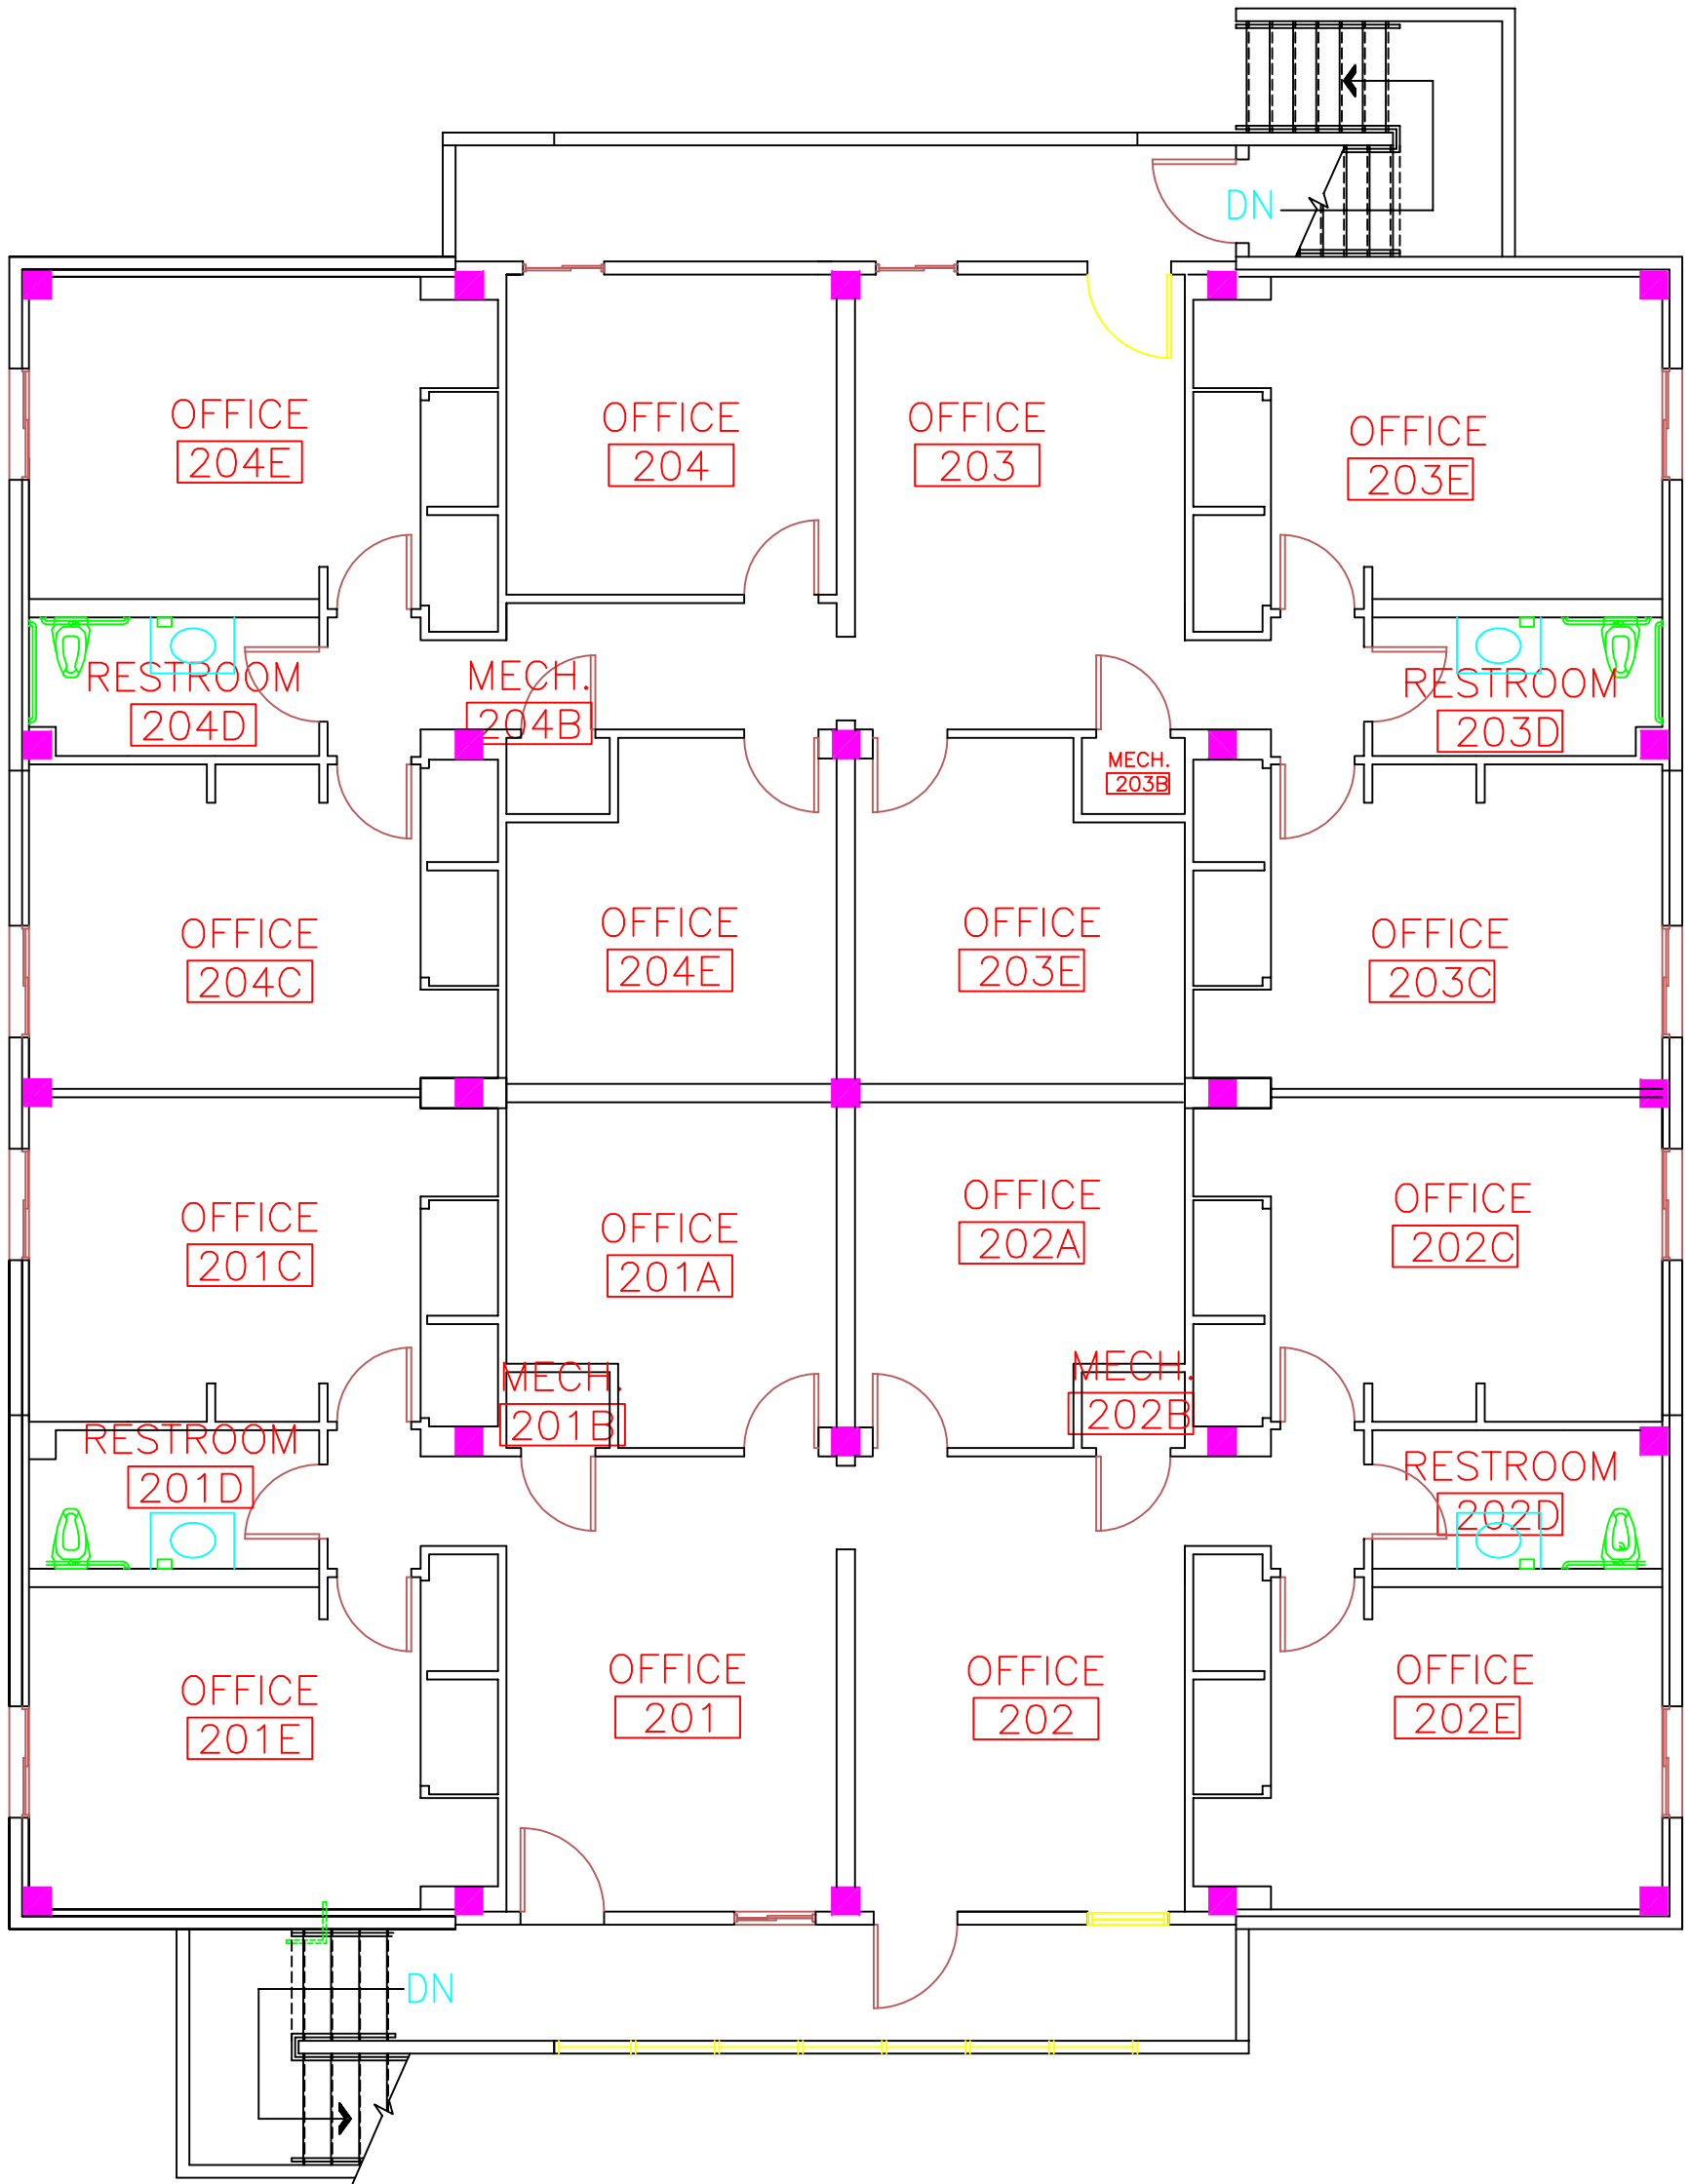 DN
OFFICE
204E
OFFICE
204
OFFICE
203
OFFICE
203E
RESTROOM
204D
MECH.
204B
RESTROOM
203D
MECH.
203B
OFFICE
204C
OFFICE
204E
OFFICE
203E
OFFICE
203C
OFFICE
201C
OFFICE
201A
OFFICE
202A
OFFICE
202C
RESTROOM
201D
MECH.
201B
MECH.
202B
RESTROOM
202D
OFFICE
201E
OFFICE
201
OFFICE
202
OFFICE
202E
DN